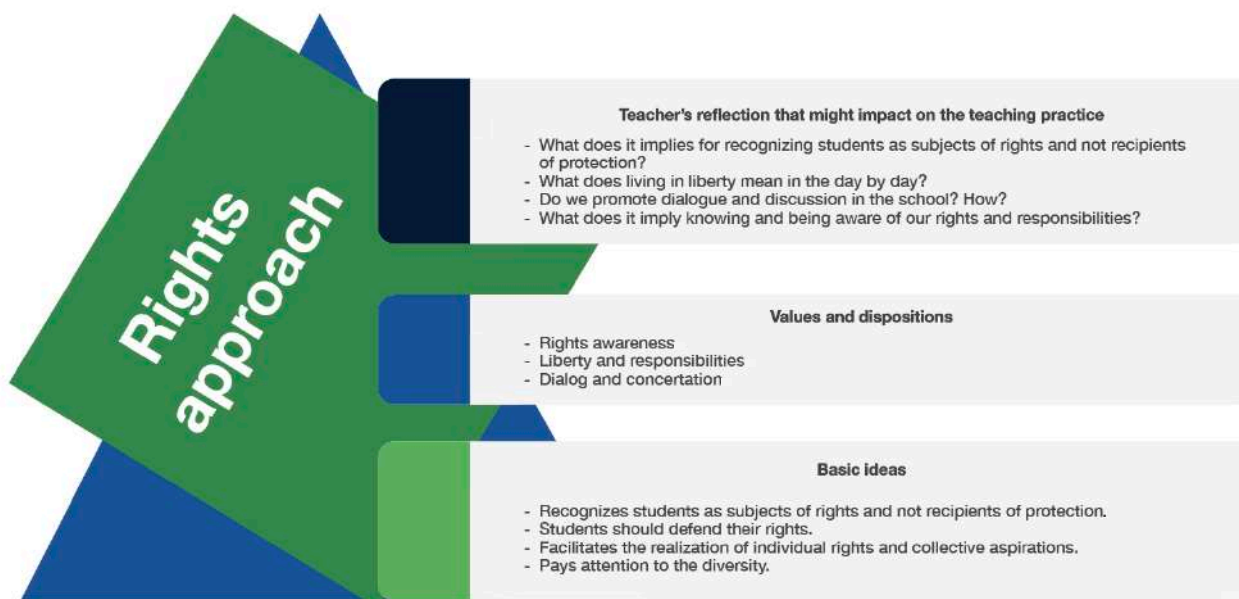 Rights
approach
Teacher's reflection that might impact on the teaching practice
- What does it implies for recognizing students as subjects of rights and not recipients
of protection?
- What does living in liberty mean in the day by day?
- Do we promote dialogue and discussion in the school? How?
- What does it imply knowing and being aware of our rights and responsibilities?
Values and dispositions
- Rights awareness
- Liberty and responsibilities
- Dialog and concertation
Basic ideas
- Recognizes students as subjects of rights and not recipients of protection.
- Students should defend their rights.
- Facilitates the realization of individual rights and collective aspirations.
- Pays attention to the diversity.